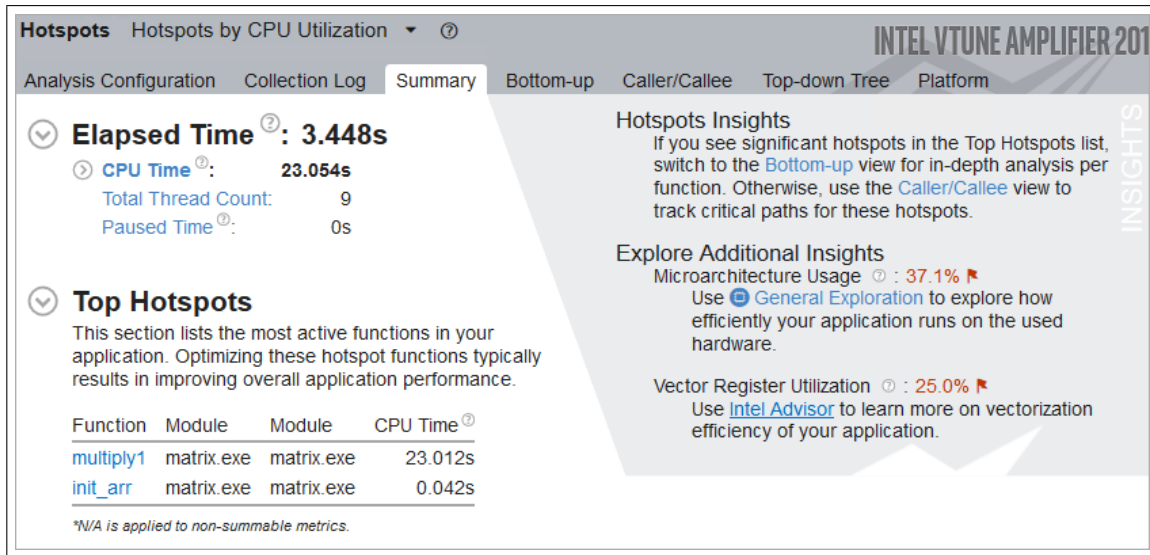 Hotspots Hotspots by CPU Utilization
INTEL VTUNE AMPLIFIER 201
Analysis Configuration Collection Log Summary Bottom-up Caller/Callee Top-down Tree Platform
Elapsed Time ?: 3.448s
CPU Time ?: 23.054s
Total Thread Count: 9
Paused Time ?: 0s
Top Hotspots
This section lists the most active functions in your
application. Optimizing these hotspot functions typically
results in improving overall application performance.
Function Module Module CPU Time ?
multiply1 matrix.exe matrix.exe 23.012s
init_arr matrix.exe matrix.exe 0.042s
*N/A is applied to non-summable metrics.
Hotspots Insights
If you see significant hotspots in the Top Hotspots list,
switch to the Bottom-up view for in-depth analysis per
function. Otherwise, use the Caller/Callee view to
track critical paths for these hotspots.
Explore Additional Insights
Microarchitecture Usage ? : 37.1%
Use General Exploration to explore how
efficiently your application runs on the used
hardware.
Vector Register Utilization ? : 25.0%
Use Intel Advisor to learn more on vectorization
efficiency of your application.
INSIGHTS